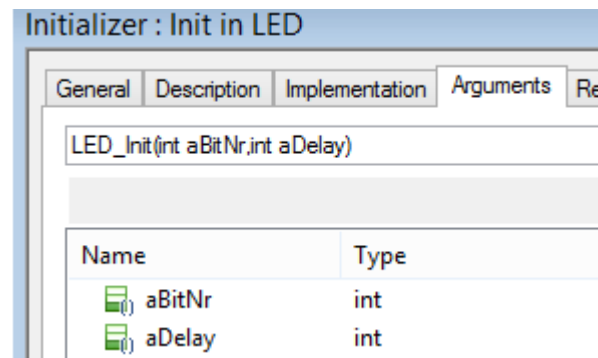 Initializer : Init in LED
General Description Implementation Arguments Re
LED_Init(int aBitNr,int aDelay)
Name Type
aBitNr int
aDelay int